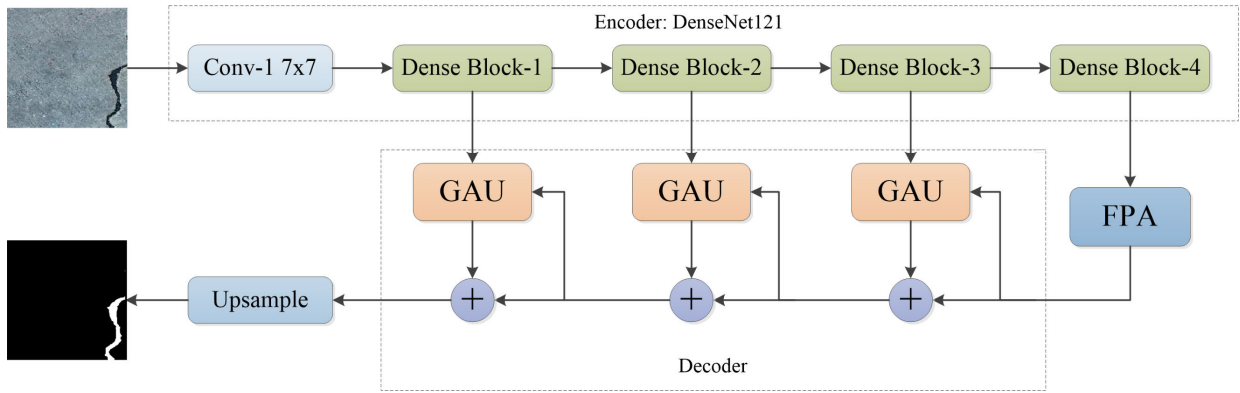 Encoder: DenseNet121
Conv-1 7x7
Dense Block-1
Dense Block-2
Dense Block-3
Dense Block-4
GAU
GAU
GAU
FPA
Upsample
+
+
+
Decoder